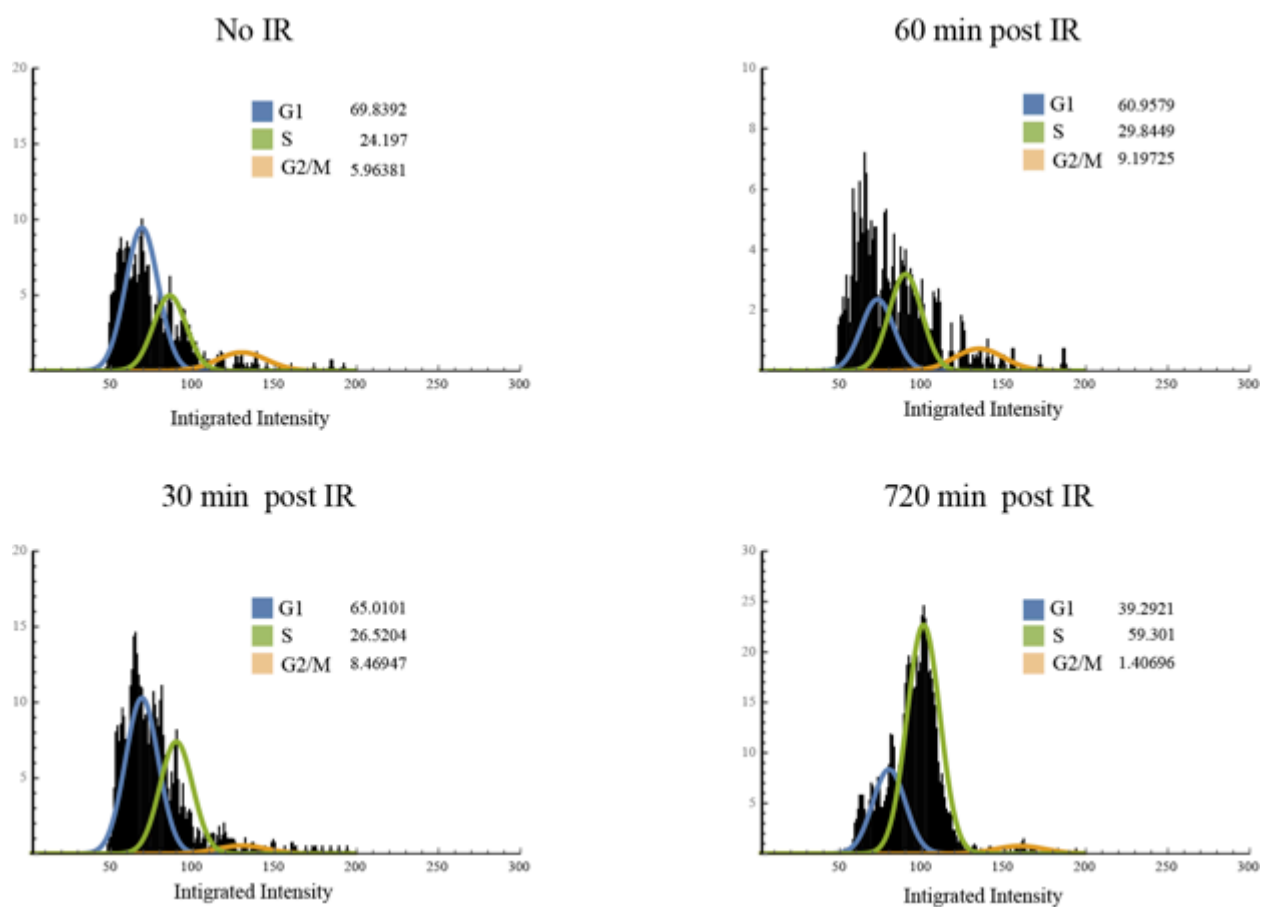 No IR
20
15
10
5
50 100 150 200 250 300
Intigrated Intensity
G1 69.8392
S 24.197
G2/M 5.96381
60 min post IR
10
8
6
4
2
50 100 150 200 250 300
Intigrated Intensity
G1 60.9579
S 29.8449
G2/M 9.19725
30 min post IR
20
15
10
5
50 100 150 200 250 300
Intigrated Intensity
G1 65.0101
S 26.5204
G2/M 8.46947
720 min post IR
30
25
20
15
10
5
50 100 150 200 250 300
Intigrated Intensity
G1 39.2921
S 59.301
G2/M 1.40696